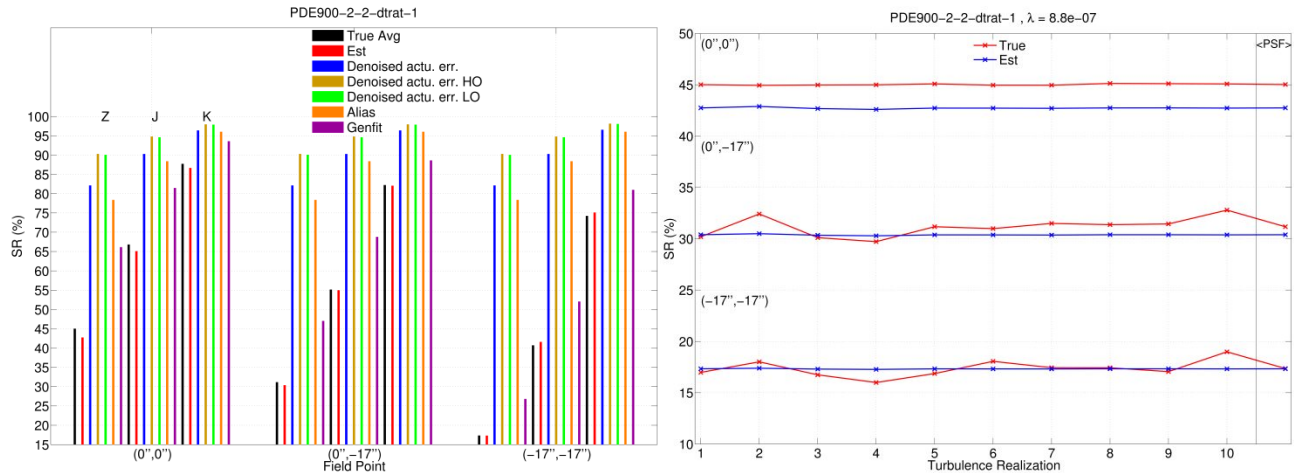 PDE900-2-2-dtrat-1
True Avg
Est
Denoised actu. err.
Denoised actu. err. HO
Denoised actu. err. LO
Alias
Genfit
Z J K
100
95
90
85
80
75
70
65
60
55
50
45
40
35
30
25
20
15
SR (%)
(0",0") (0",−17") (−17",−17")
Field Point
PDE900-2-2-dtrat-1 , λ = 8.8e-07
50
45
40
35
30
25
20
15
10
SR (%)
(0",0")
True
Est
<PSF>
(0",−17")
(−17",−17")
1 2 3 4 5 6 7 8 9 10
Turbulence Realization